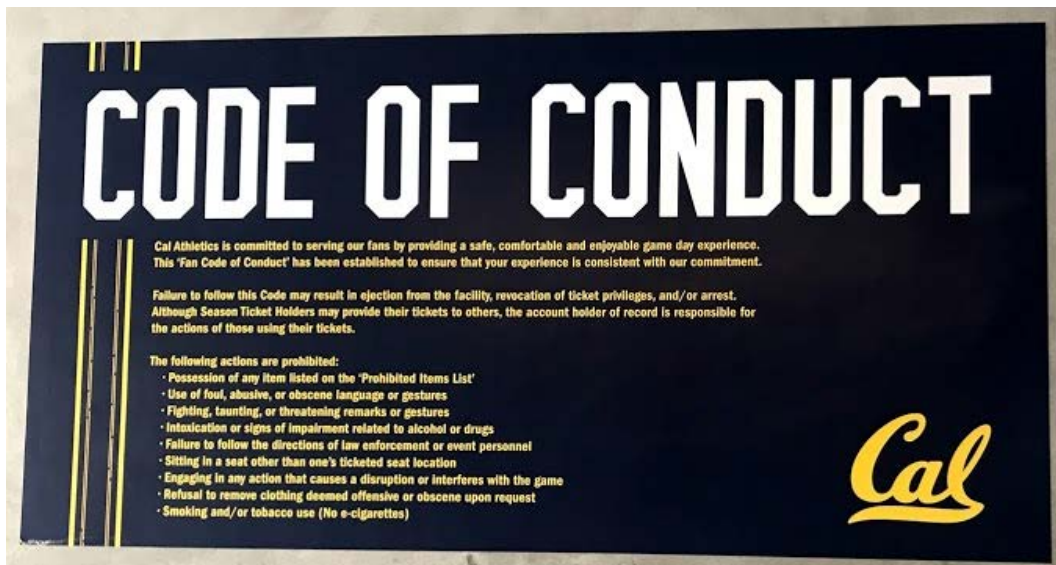 CODE OF CONDUCT
Cal Athletics is committed to serving our fans by providing a safe, comfortable and enjoyable game day experience.
This 'Fan Code of Conduct' has been established to ensure that your experience is consistent with our commitment.
Failure to follow this Code may result in ejection from the facility, revocation of ticket privileges, and/or arrest.
Although Season Ticket Holders may provide their tickets to others, the account holder of record is responsible for
the actions of those using their tickets.
The following actions are prohibited:
· Possession of any item listed on the 'Prohibited Items List'
· Use of foul, abusive, or obscene language or gestures
· Fighting, taunting, or threatening remarks or gestures
· Intoxication or signs of impairment related to alcohol or drugs
· Failure to follow the directions of law enforcement or event personnel
· Sitting in a seat other than one's ticketed seat location
· Engaging in any action that causes a disruption or interferes with the game
· Refusal to remove clothing deemed offensive or obscene upon request
· Smoking and/or tobacco use (No e-cigarettes)
Cal